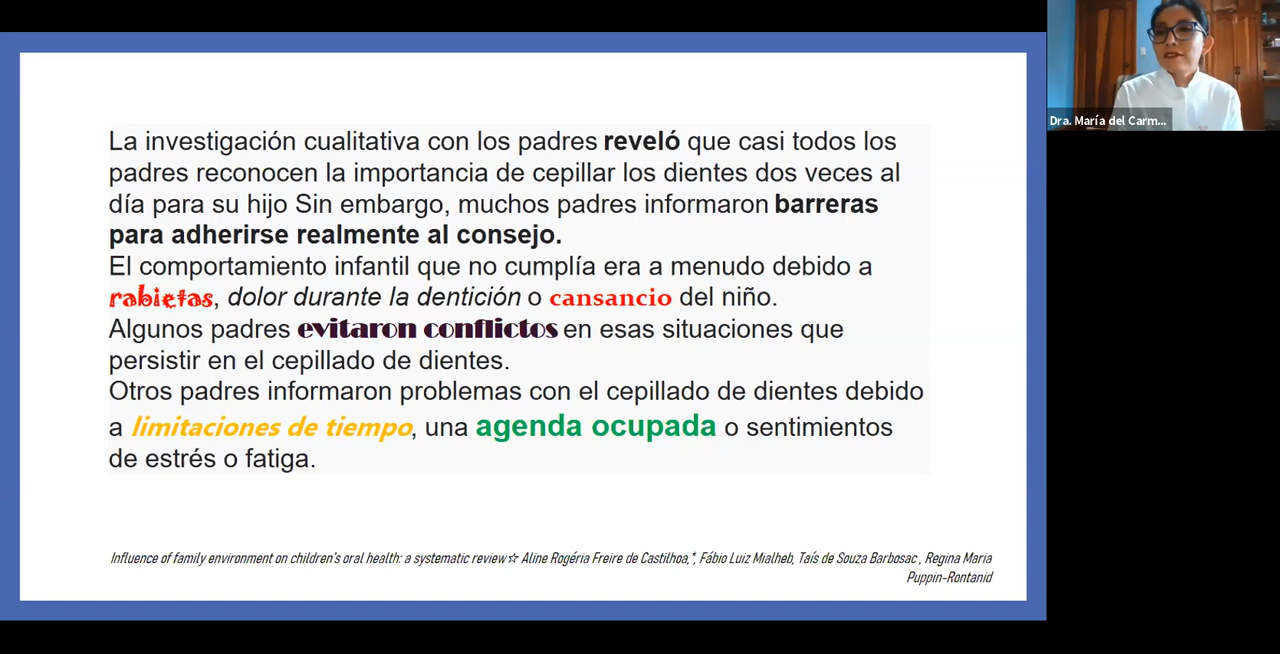 La investigación cualitativa con los padres reveló que casi todos los
padres reconocen la importancia de cepillar los dientes dos veces al
día para su hijo Sin embargo, muchos padres informaron barreras
para adherirse realmente al consejo.
El comportamiento infantil que no cumplía era a menudo debido a
rabietas, dolor durante la dentición o cansancio del niño.
Algunos padres evitaron conflictos en esas situaciones que
persistir en el cepillado de dientes.
Otros padres informaron problemas con el cepillado de dientes debido
a limitaciones de tiempo, una agenda ocupada o sentimientos
de estrés o fatiga.
Influence of family environment on children's oral health: a systematic review☆ Aline Rogéria Freire de Castilhoa,*, Fábio Luiz Mialheb, Taís de Souza Barbosac , Regina Maria
Puppin-Rontanid
Dra. María del Carm...